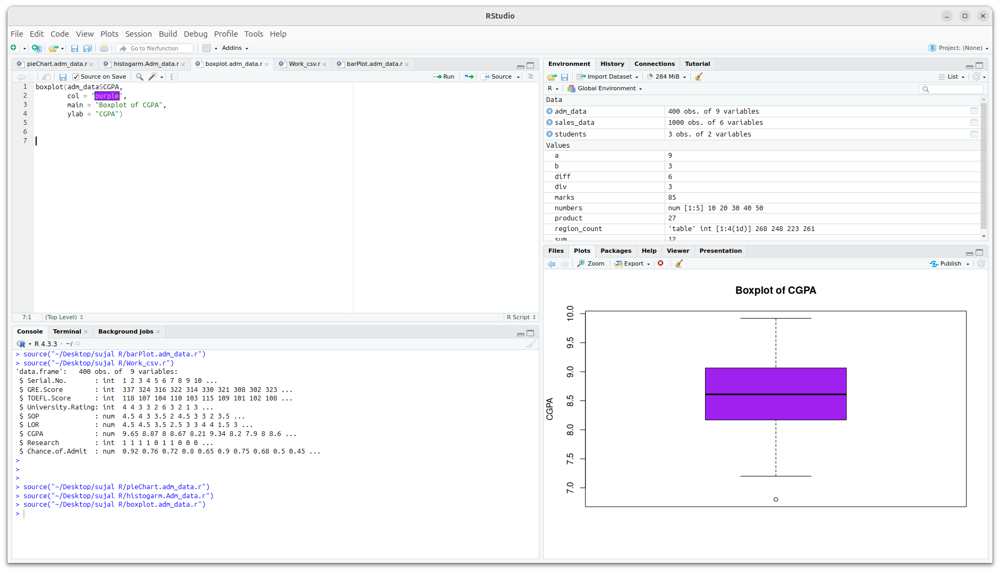 RStudio
File Edit Code View Plots Session Build Debug Profile Tools Help
Go to file/function Addins Project: (None)
pieChart.adm_data.r histogarm.Adm_data.r boxplot.adm_data.r Work_csv.r barPlot.adm_data.r
Source on Save Run Source
1 boxplot(adm_data$CGPA,
2 col = "purple",
3 main = "Boxplot of CGPA",
4 ylab = "CGPA")
5
6
7
7:1 (Top Level) R Script
Console Terminal Background Jobs
R 4.3.3 · ~/
> source("~/Desktop/sujal R/barPlot.adm_data.r")
> source("~/Desktop/sujal R/Work_csv.r")
'data.frame': 400 obs. of 9 variables:
$ Serial.No. : int 1 2 3 4 5 6 7 8 9 10 ...
$ GRE.Score : int 337 324 316 322 314 330 321 308 302 323 ...
$ TOEFL.Score : int 118 107 104 110 103 115 109 101 102 108 ...
$ University.Rating: int 4 4 3 3 2 6 3 2 1 3 ...
$ SOP : num 4.5 4 3 3.5 2 4.5 3 3 2 3.5 ...
$ LOR : num 4.5 4.5 3.5 2.5 3 3 4 4 1.5 3 ...
$ CGPA : num 9.65 8.87 8 8.67 8.21 9.34 8.2 7.9 8 8.6 ...
$ Research : int 1 1 1 1 0 1 1 0 0 0 ...
$ Chance.of.Admit : num 0.92 0.76 0.72 0.8 0.65 0.9 0.75 0.68 0.5 0.45 ...
>
>
>
> source("~/Desktop/sujal R/pieChart.adm_data.r")
> source("~/Desktop/sujal R/histogarm.Adm_data.r")
> source("~/Desktop/sujal R/boxplot.adm_data.r")
>
Environment History Connections Tutorial
Import Dataset 284 MiB List
R Global Environment
Data
adm_data 400 obs. of 9 variables
sales_data 1000 obs. of 6 variables
students 3 obs. of 2 variables
Values
a 9
b 3
diff 6
div 3
marks 85
numbers num [1:5] 10 20 30 40 50
product 27
region_count 'table' int [1:4(1d)] 268 248 223 261
sum 12
Files Plots Packages Help Viewer Presentation
Zoom Export Publish
Boxplot of CGPA
CGPA
10.0
9.5
9.0
8.5
8.0
7.5
7.0